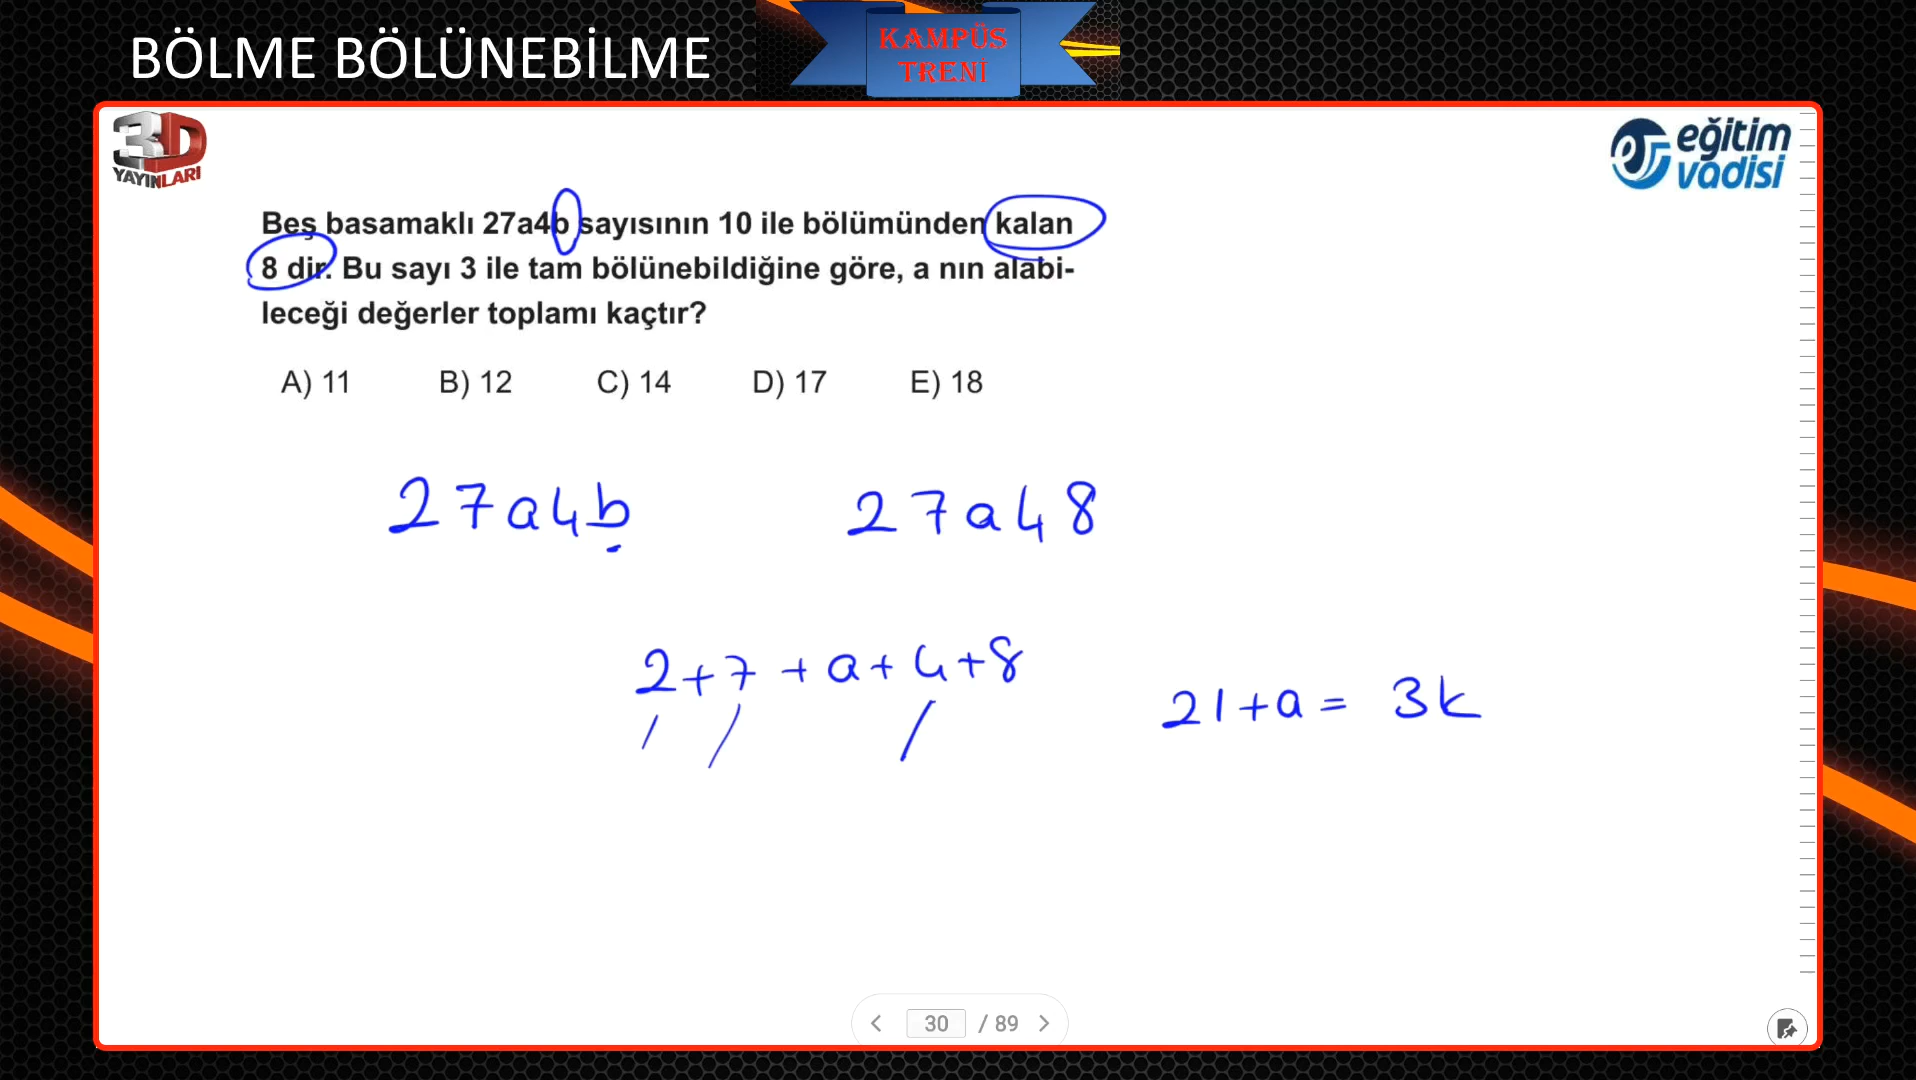 BÖLME BÖLÜNEBİLME
KAMPÜS
TRENİ
3D
YAYINLARI
eğitim
vadisi
Beş basamaklı 27a4b sayısının 10 ile bölümünden kalan
8 dir. Bu sayı 3 ile tam bölünebildiğine göre, a nın alabi-
leceği değerler toplamı kaçtır?
A) 11 B) 12 C) 14 D) 17 E) 18
27a4b 27a48
2+7+a+4+8
21+a= 3k
30 / 89